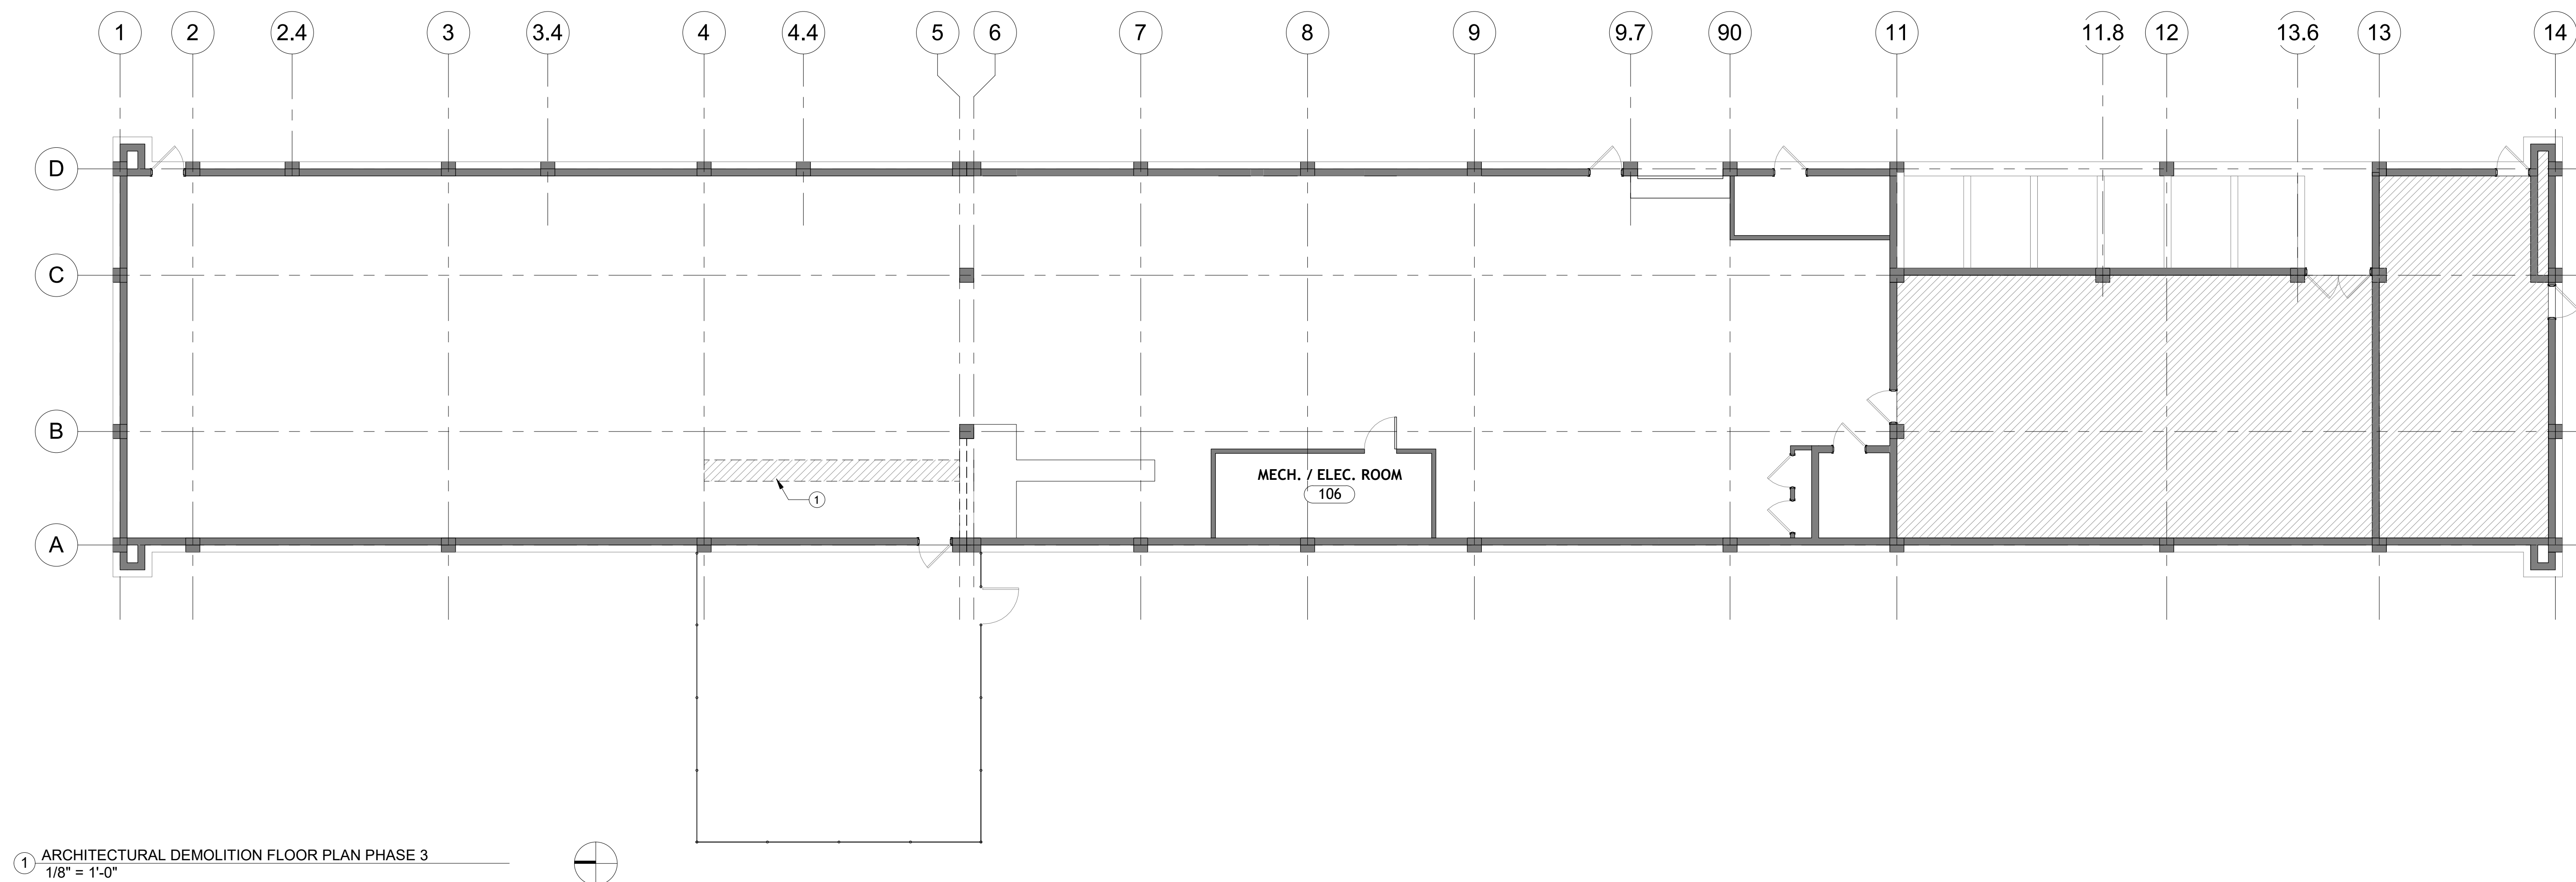 1 2 2.4 3 3.4 4 4.4 5 6 7 8 9 9.7 90 11 11.8 12 13.6 13 14
D
C
B
MECH. / ELEC. ROOM
106
1
A
1 ARCHITECTURAL DEMOLITION FLOOR PLAN PHASE 3
1/8" = 1'-0"